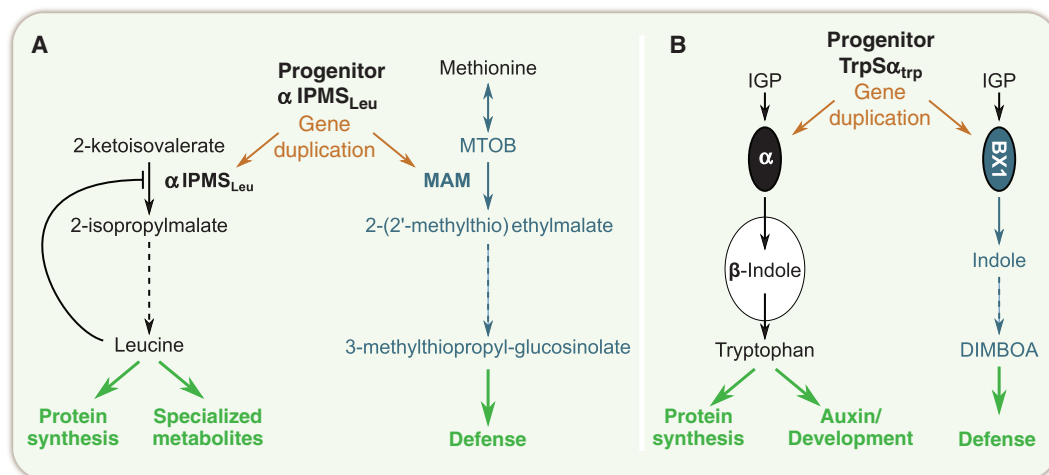 A
Progenitor
α IPMSLeu
Gene
duplication
Methionine
MTOB
2-ketoisovalerate
α IPMSLeu
MAM
2-isopropylmalate
2-(2'-methylthio) ethylmalate
Leucine
3-methylthiopropyl-glucosinolate
Protein
synthesis
Specialized
metabolites
Defense
B
Progenitor
TrpSαtrp
Gene
duplication
IGP
IGP
α
BX1
β-Indole
Indole
Tryptophan
DIMBOA
Protein
synthesis
Auxin/
Development
Defense